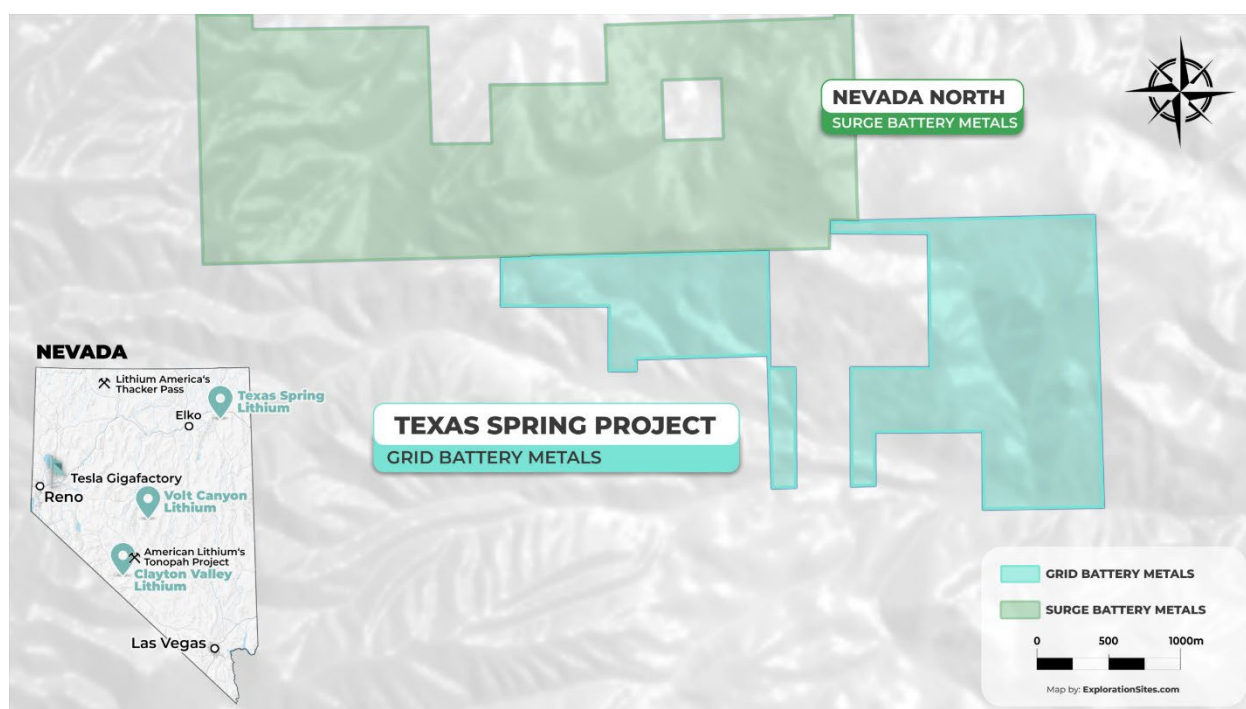 NEVADA NORTH
SURGE BATTERY METALS
TEXAS SPRING PROJECT
GRID BATTERY METALS
NEVADA
Lithium America's
Thacker Pass
Texas Spring
Lithium
Elko
Tesla Gigafactory
Reno
Volt Canyon
Lithium
American Lithium's
Tonopah Project
Clayton Valley
Lithium
Las Vegas
GRID BATTERY METALS
SURGE BATTERY METALS
0 500 1000m
Map by: ExplorationSites.com